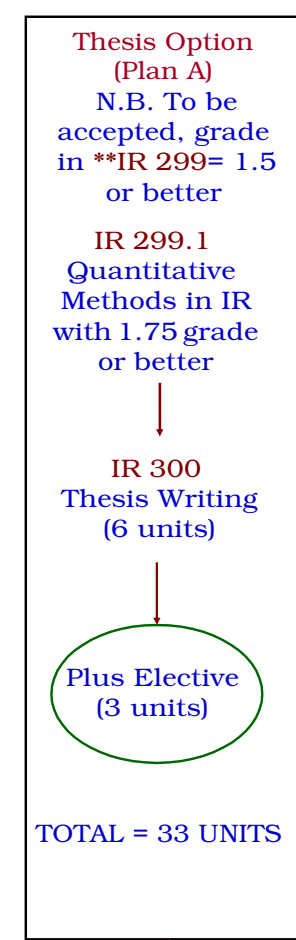 Thesis Option
(Plan A)
N.B. To be
accepted, grade
in **IR 299= 1.5
or better
IR 299.1
Quantitative
Methods in IR
with 1.75 grade
or better
IR 300
Thesis Writing
(6 units)
Plus Elective
(3 units)
TOTAL = 33 UNITS